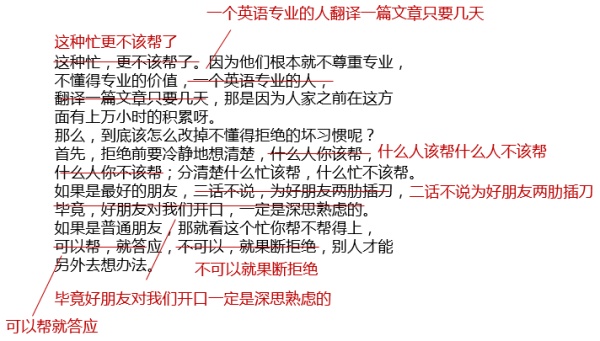 一个英语专业的人翻译一篇文章只要几天
这种忙更不该帮了
这种忙，更不该帮了。因为他们根本就不尊重专业，
不懂得专业的价值，一个英语专业的人，
翻译一篇文章只要几天，那是因为人家之前在这方
面有上万小时的积累呀。
那么，到底该怎么改掉不懂得拒绝的坏习惯呢？
首先，拒绝前要冷静地想清楚，什么人你该帮，
什么人该帮什么人不该帮
什么人你不该帮；分清楚什么忙该帮，什么忙不该帮。
如果是最好的朋友，二话不说，为好朋友两肋插刀，
二话不说为好朋友两肋插刀
毕竟，好朋友对我们开口，一定是深思熟虑的。
如果是普通朋友，那就看这个忙你帮不帮得上，
可以帮，就答应，不可以，就果断拒绝，别人才能
另外去想办法。
不可以就果断拒绝
毕竟好朋友对我们开口一定是深思熟虑的
可以帮就答应